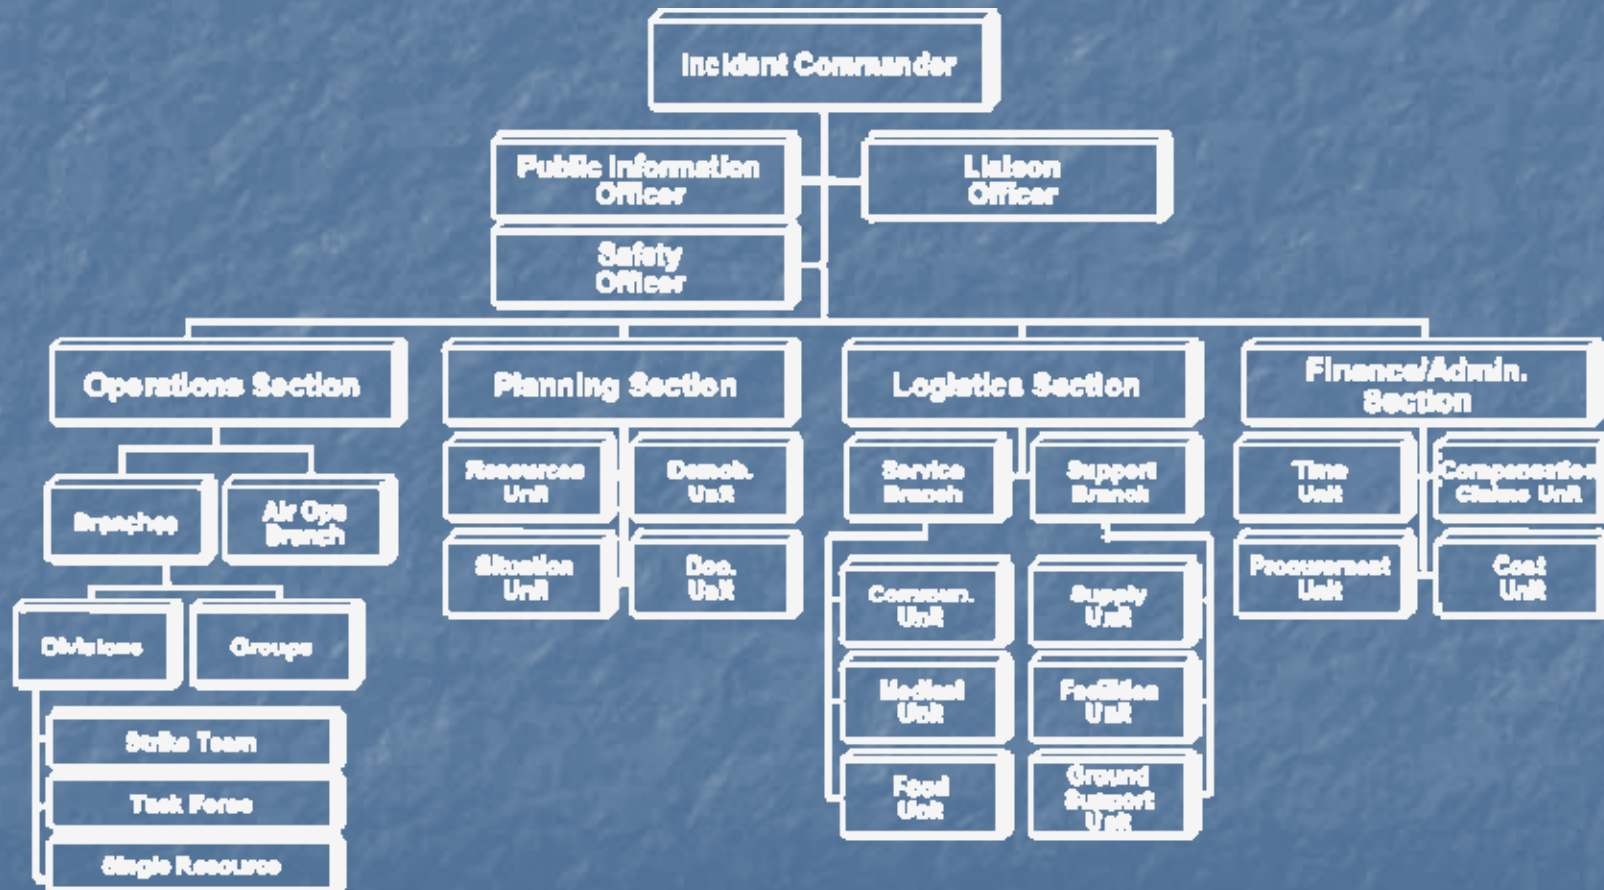 Incident Commander
Public Information
Officer
Liaison
Officer
Safety
Officer
Operations Section
Planning Section
Logistics Section
Finance/Admin.
Section
Resources
Unit
Demob.
Unit
Service
Branch
Support
Branch
Time
Unit
Compensation
Claims Unit
Branches
Air Ops
Branch
Situation
Unit
Doc.
Unit
Procurement
Unit
Cost
Unit
Commun.
Unit
Supply
Unit
Divisions
Groups
Medical
Unit
Facilities
Unit
Strike Team
Task Force
Single Resource
Food
Unit
Ground
Support
Unit